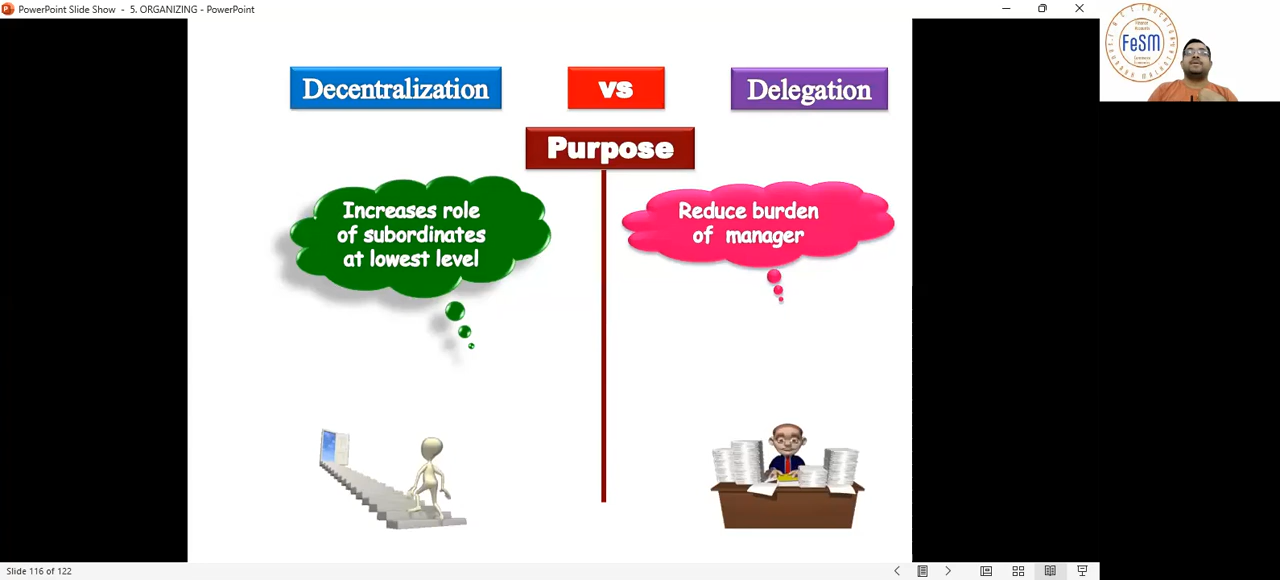 PowerPoint Slide Show - 5. ORGANIZING - PowerPoint
FeSM
Decentralization
vs
Delegation
Purpose
Increases role
of subordinates
at lowest level
Reduce burden
of manager
Slide 116 of 122